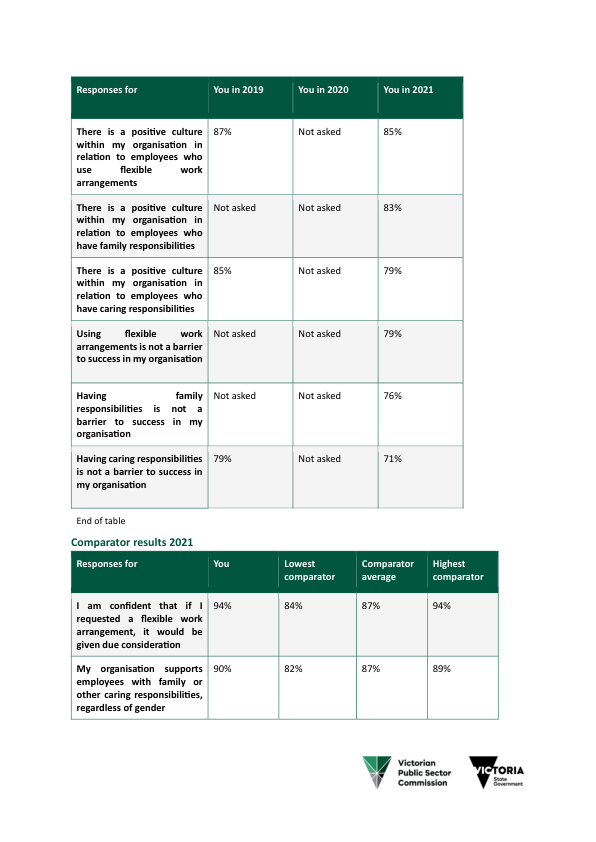 Responses for You in 2019 You in 2020 You in 2021
There is a positive culture 87% Not asked 85%
within my organisation in
relation to employees who
use flexible work
arrangements
There is a positive culture Not asked Not asked 83%
within my organisation in
relation to employees who
have family responsibilities
There is a positive culture 85% Not asked 79%
within my organisation in
relation to employees who
have caring responsibilities
Using flexible work Not asked Not asked 79%
arrangements is not a barrier
to success in my organisation
Having family Not asked Not asked 76%
responsibilities is not a
barrier to success in my
organisation
Having caring responsibilities 79% Not asked 71%
is not a barrier to success in
my organisation
End of table
Comparator results 2021
Responses for You Lowest Comparator Highest
comparator average comparator
I am confident that if I 94% 84% 87% 94%
requested a flexible work
arrangement, it would be
given due consideration
My organisation supports 90% 82% 87% 89%
employees with family or
other caring responsibilities,
regardless of gender
Victorian
Public Sector
Commission
VICTORIA
State
Government